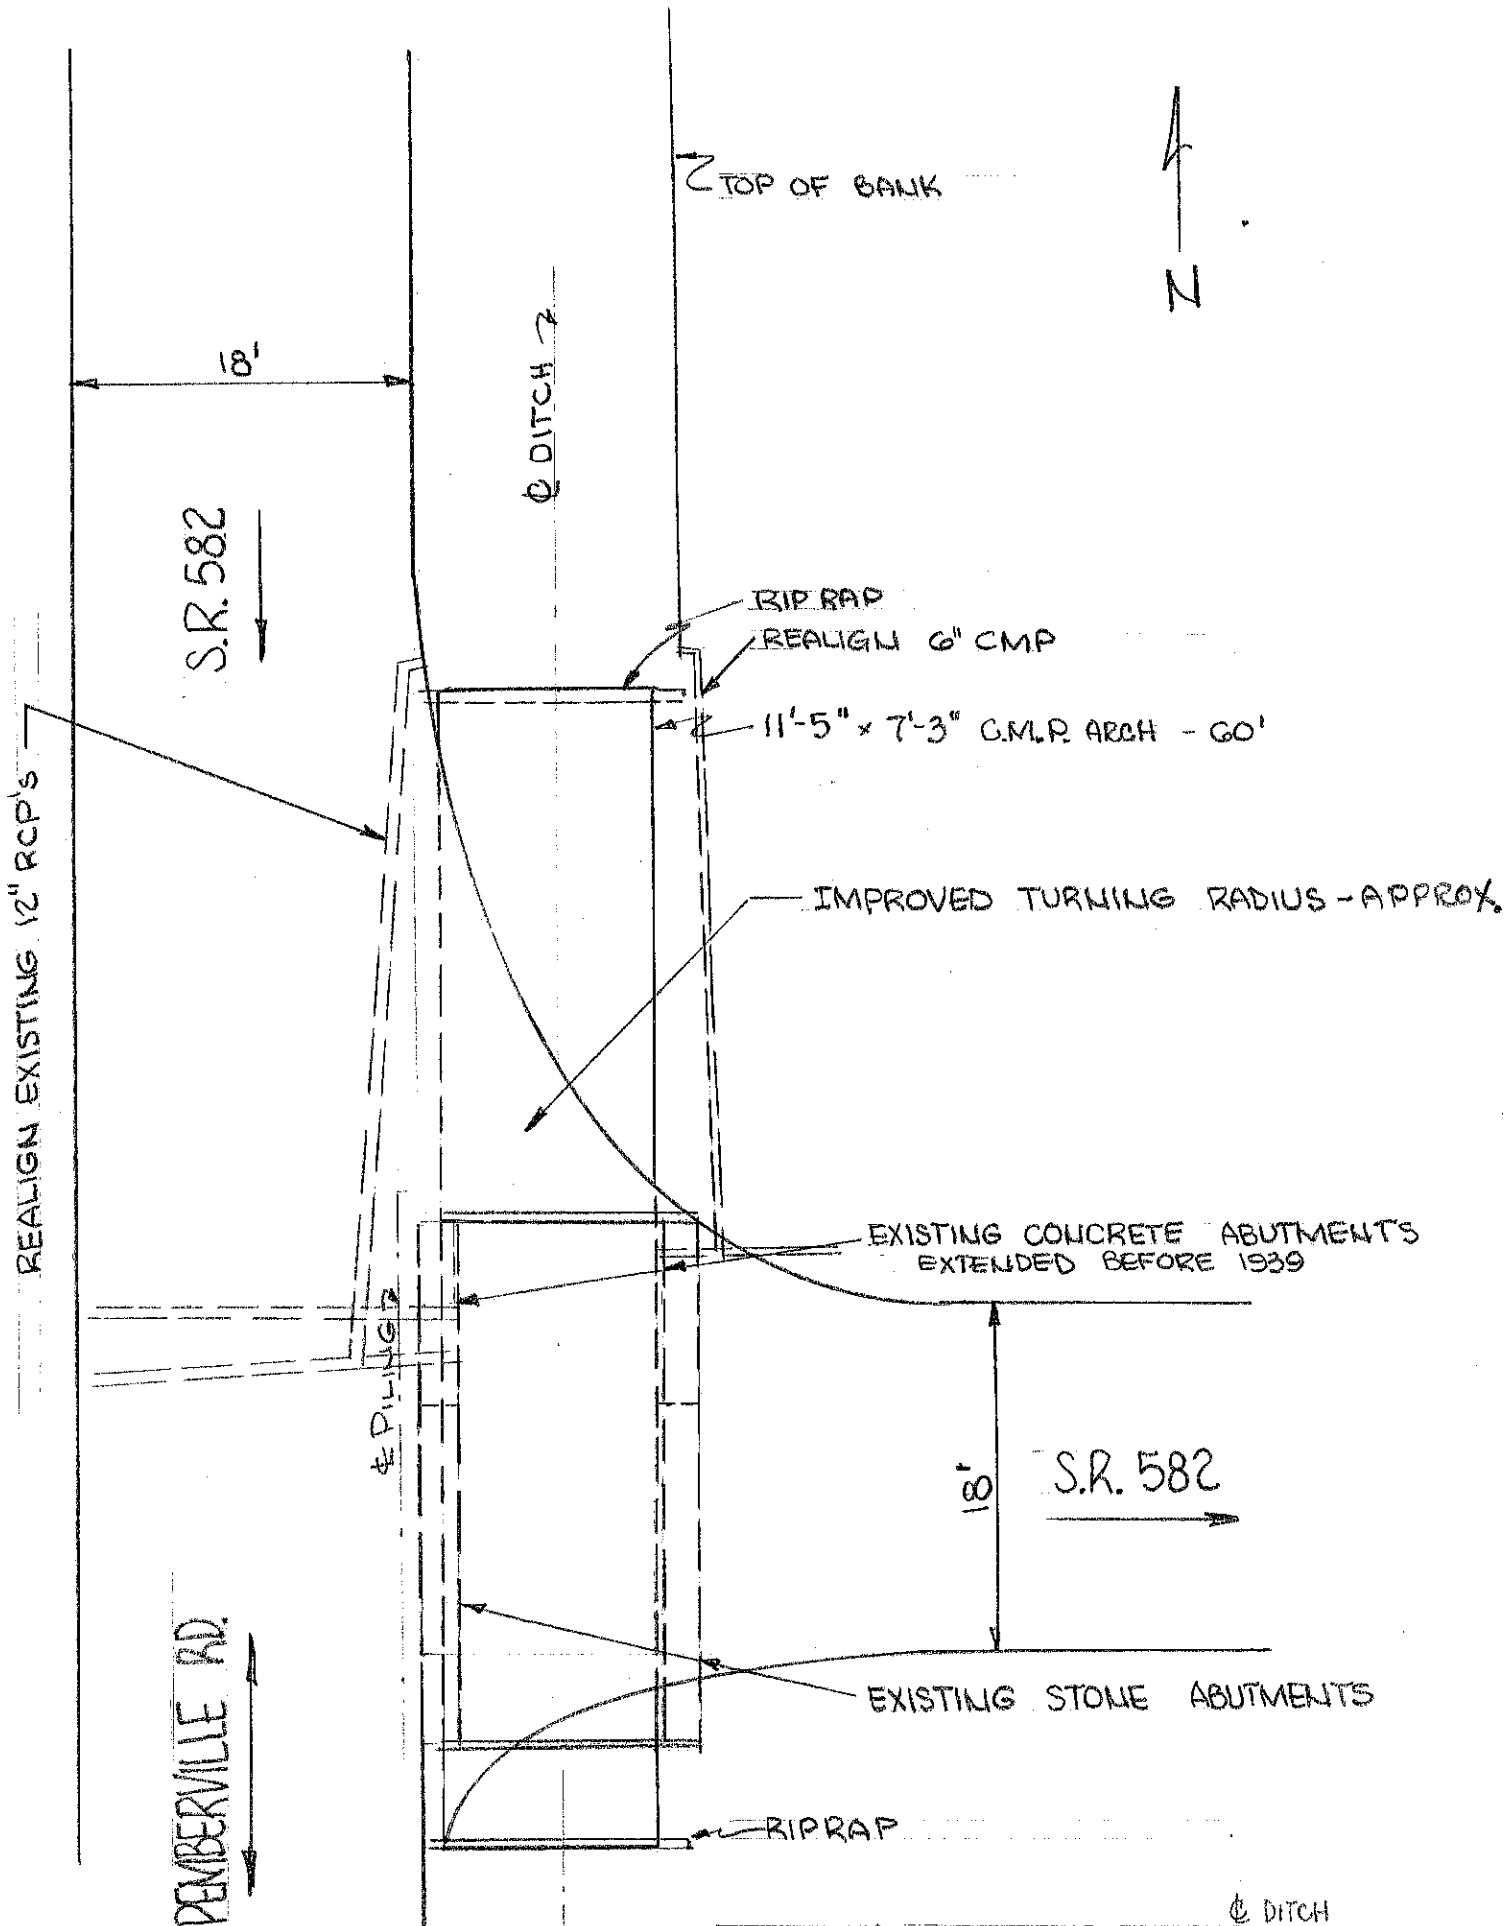 TOP OF BANK
N
18'
℄ DITCH
S.R. 582
RIP RAP
REALIGN 6" CMP
11'-5" x 7'-3" C.M.P. ARCH - 60'
REALIGN EXISTING 12" RCP'S
IMPROVED TURNING RADIUS - APPROX.
EXISTING CONCRETE ABUTMENTS
EXTENDED BEFORE 1939
℄ PILING
18'
S.R. 582
EXISTING STONE ABUTMENTS
PEMBERVILLE RD.
RIPRAP
℄ DITCH